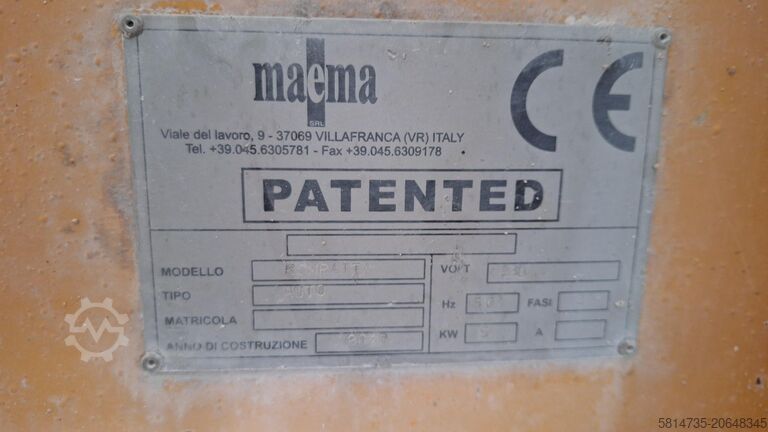 maema
SRL
CE
Viale del lavoro, 9 - 37069 VILLAFRANCA (VR) ITALY
Tel. +39.045.6305781 - Fax +39.045.6309178
PATENTED
MODELLO
VOLT
TIPO
Hz FASI
MATRICOLA
KW A
ANNO DI COSTRUZIONE
5814735-20648345